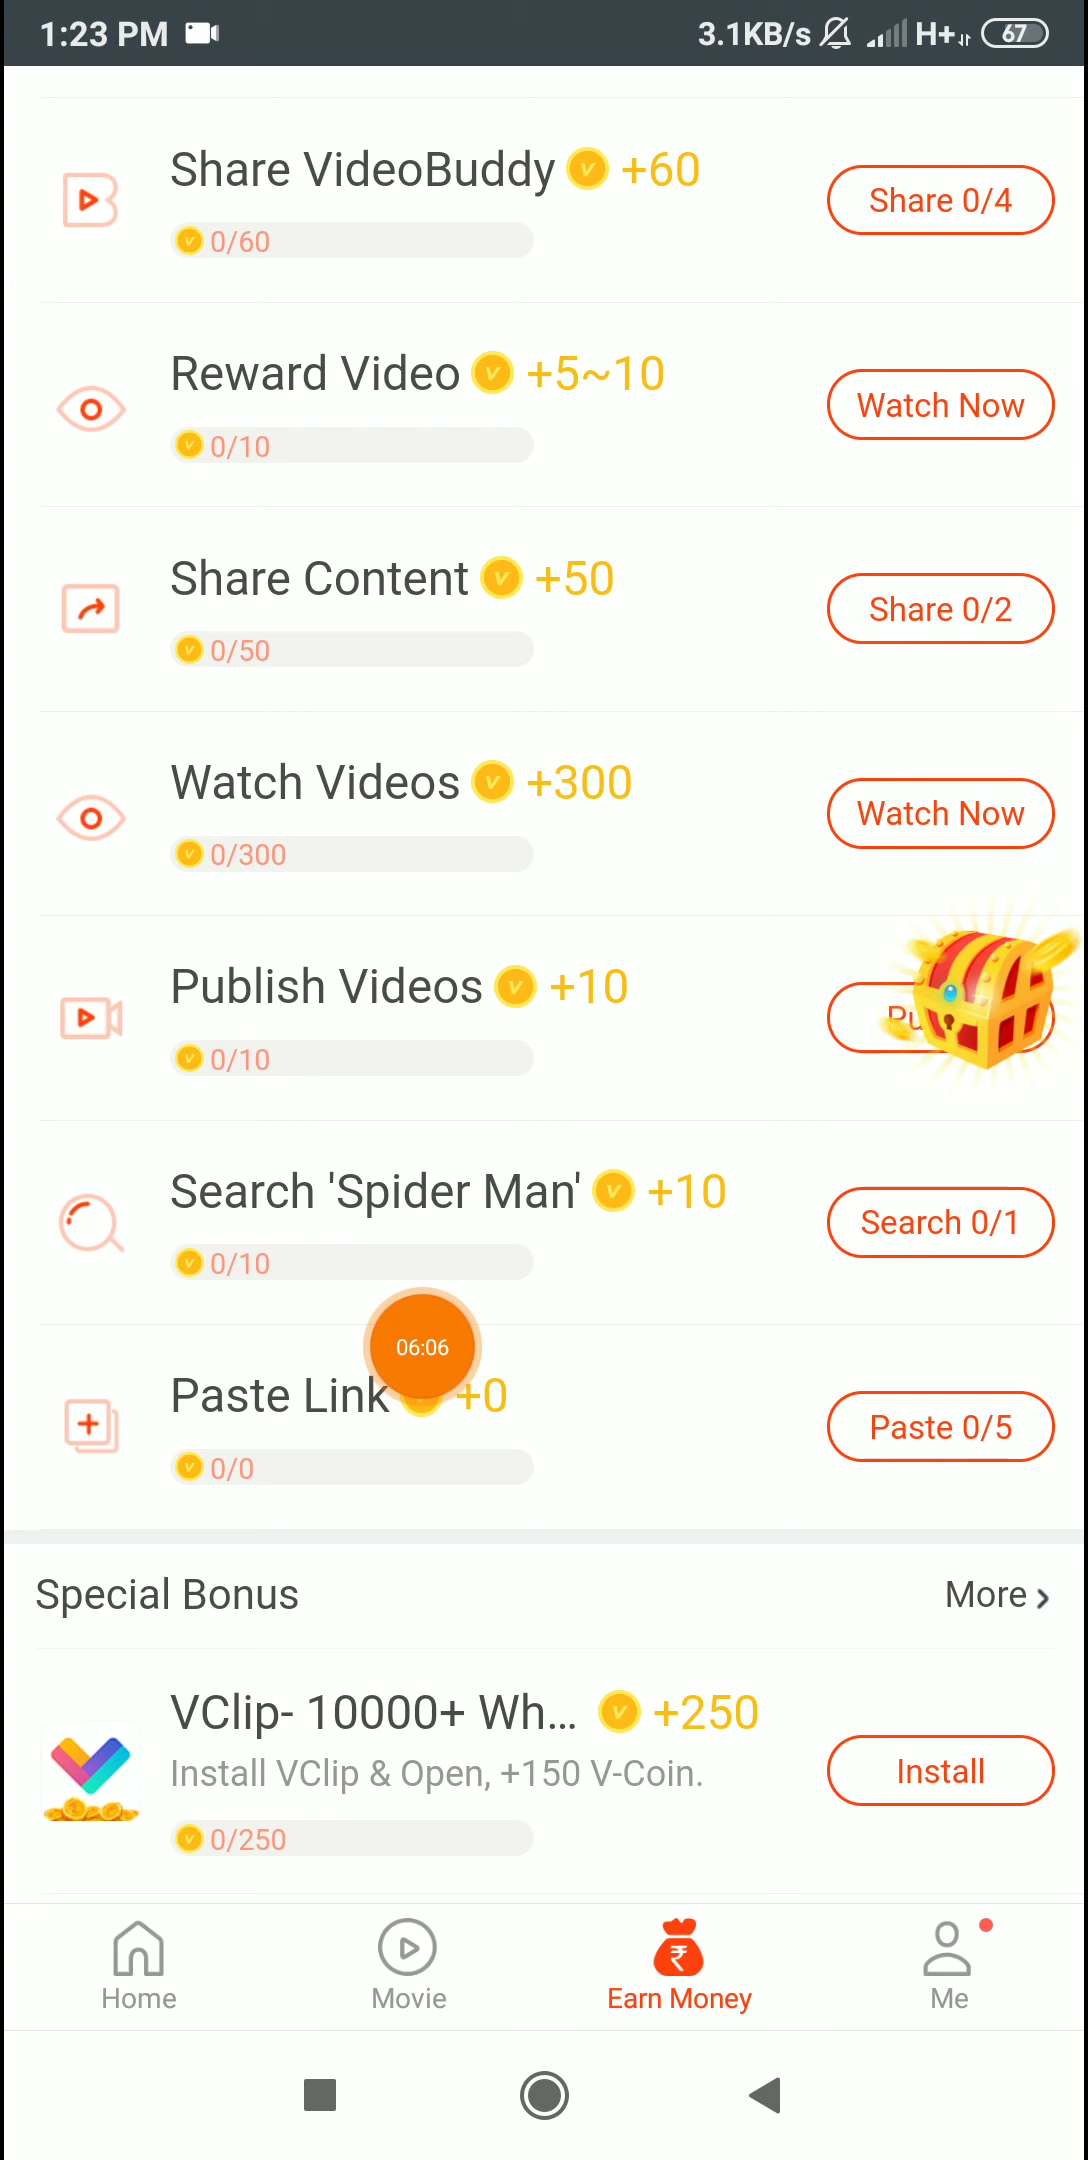 1:23 PM 3.1KB/s H+ 67
Share VideoBuddy +60
0/60
Share 0/4
Reward Video +5~10
0/10
Watch Now
Share Content +50
0/50
Share 0/2
Watch Videos +300
0/300
Watch Now
Publish Videos +10
0/10
Search 'Spider Man' +10
0/10
Search 0/1
06:06
Paste Link +0
0/0
Paste 0/5
Special Bonus
More
VClip- 10000+ Wh... +250
Install VClip & Open, +150 V-Coin.
0/250
Install
₹
Home Movie Earn Money Me